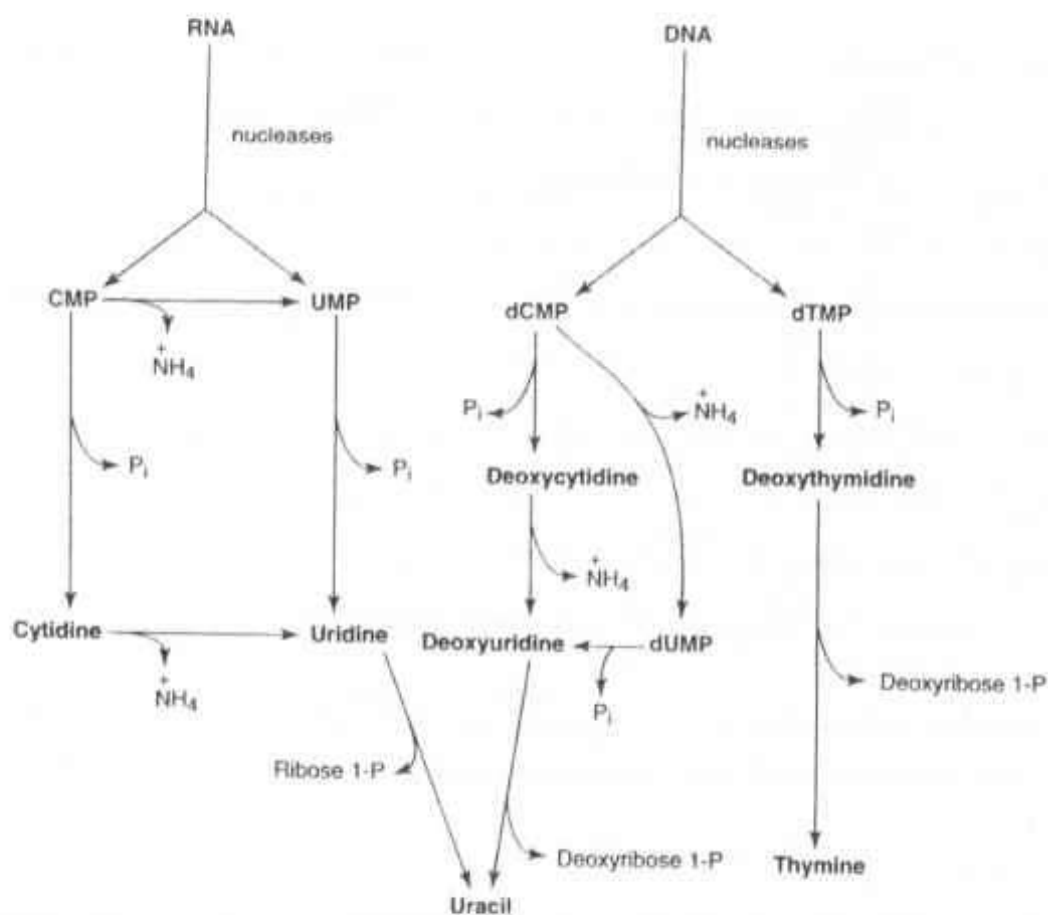 RNA
DNA
nucleases
nucleases
CMP
UMP
dCMP
dTMP
+
NH4
Pi
+
NH4
Pi
Pi
Pi
Deoxycytidine
Deoxythymidine
+
NH4
Cytidine
Uridine
Deoxyuridine
dUMP
+
NH4
Pi
Deoxyribose 1-P
Ribose 1-P
Deoxyribose 1-P
Thymine
Uracil